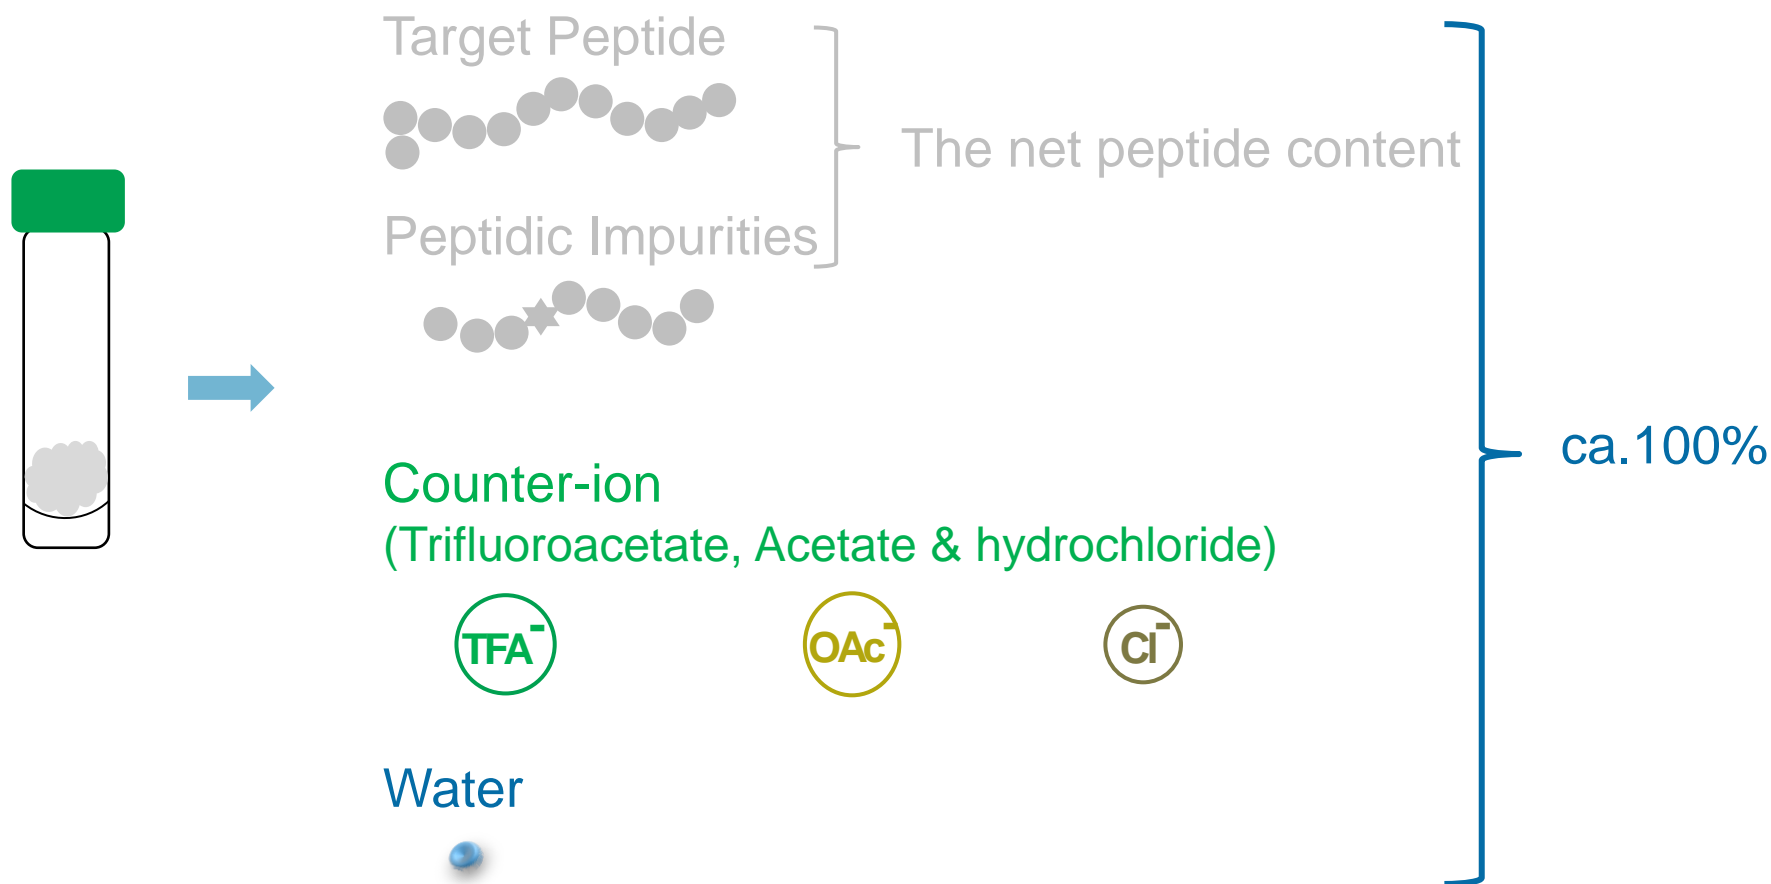 Target Peptide
The net peptide content
Peptidic Impurities
ca.100%
Counter-ion
(Trifluoroacetate, Acetate & hydrochloride)
TFA-
OAc-
Cl-
Water